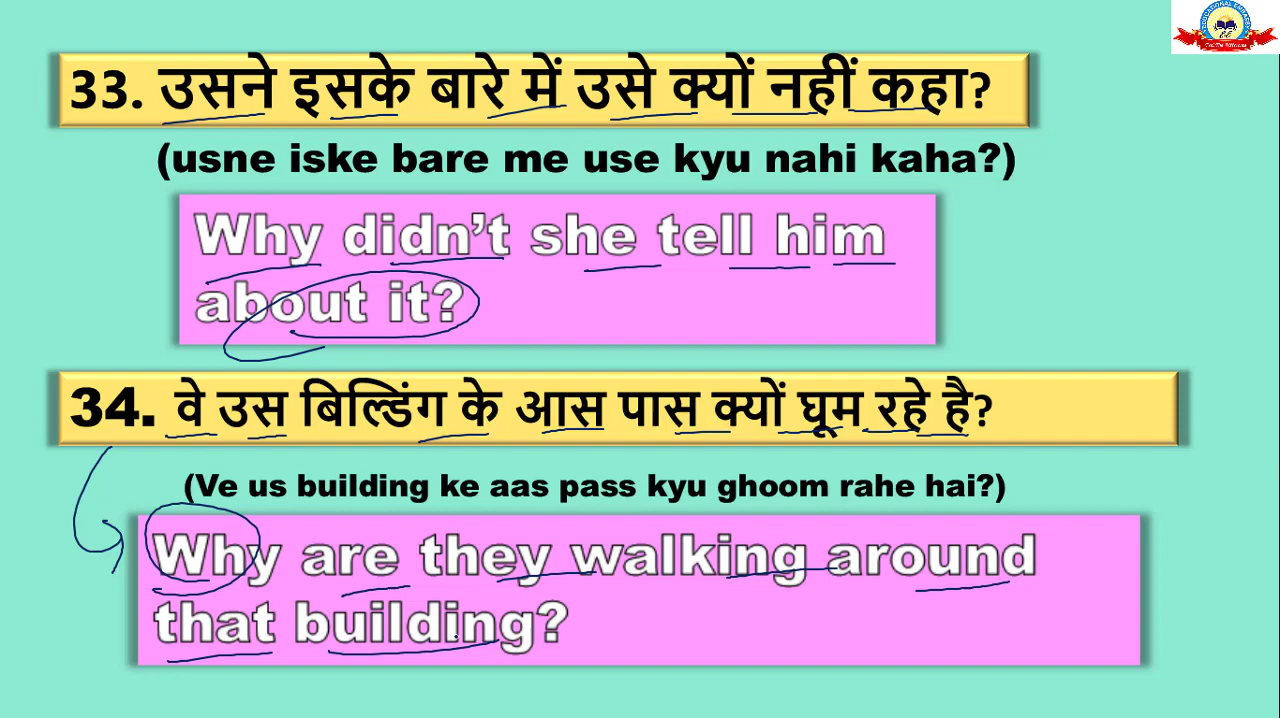 33. उसने इसके बारे में उसे क्यों नहीं कहा?
(usne iske bare me use kyu nahi kaha?)
Why didn't she tell him
about it?
34. वे उस बिल्डिंग के आस पास क्यों घूम रहे है?
(Ve us building ke aas pass kyu ghoom rahe hai?)
Why are they walking around
that building?